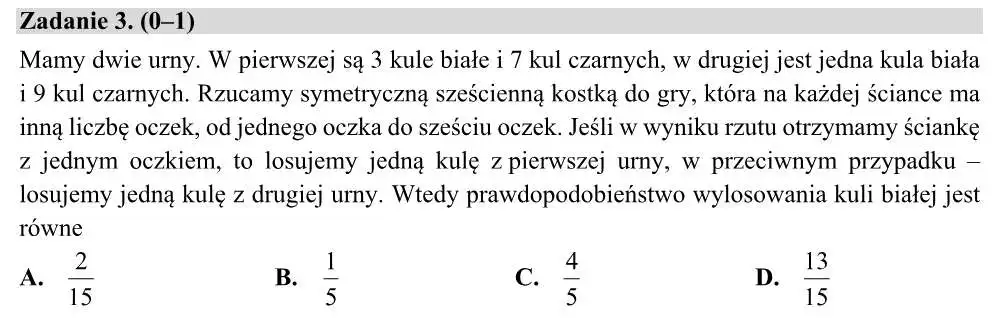 Zadanie 3. (0–1)
Mamy dwie urny. W pierwszej są 3 kule białe i 7 kul czarnych, w drugiej jest jedna kula biała
i 9 kul czarnych. Rzucamy symetryczną sześcienną kostką do gry, która na każdej ściance ma
inną liczbę oczek, od jednego oczka do sześciu oczek. Jeśli w wyniku rzutu otrzymamy ściankę
z jednym oczkiem, to losujemy jedną kulę z pierwszej urny, w przeciwnym przypadku –
losujemy jedną kulę z drugiej urny. Wtedy prawdopodobieństwo wylosowania kuli białej jest
równe
A. 2/15 B. 1/5 C. 4/5 D. 13/15